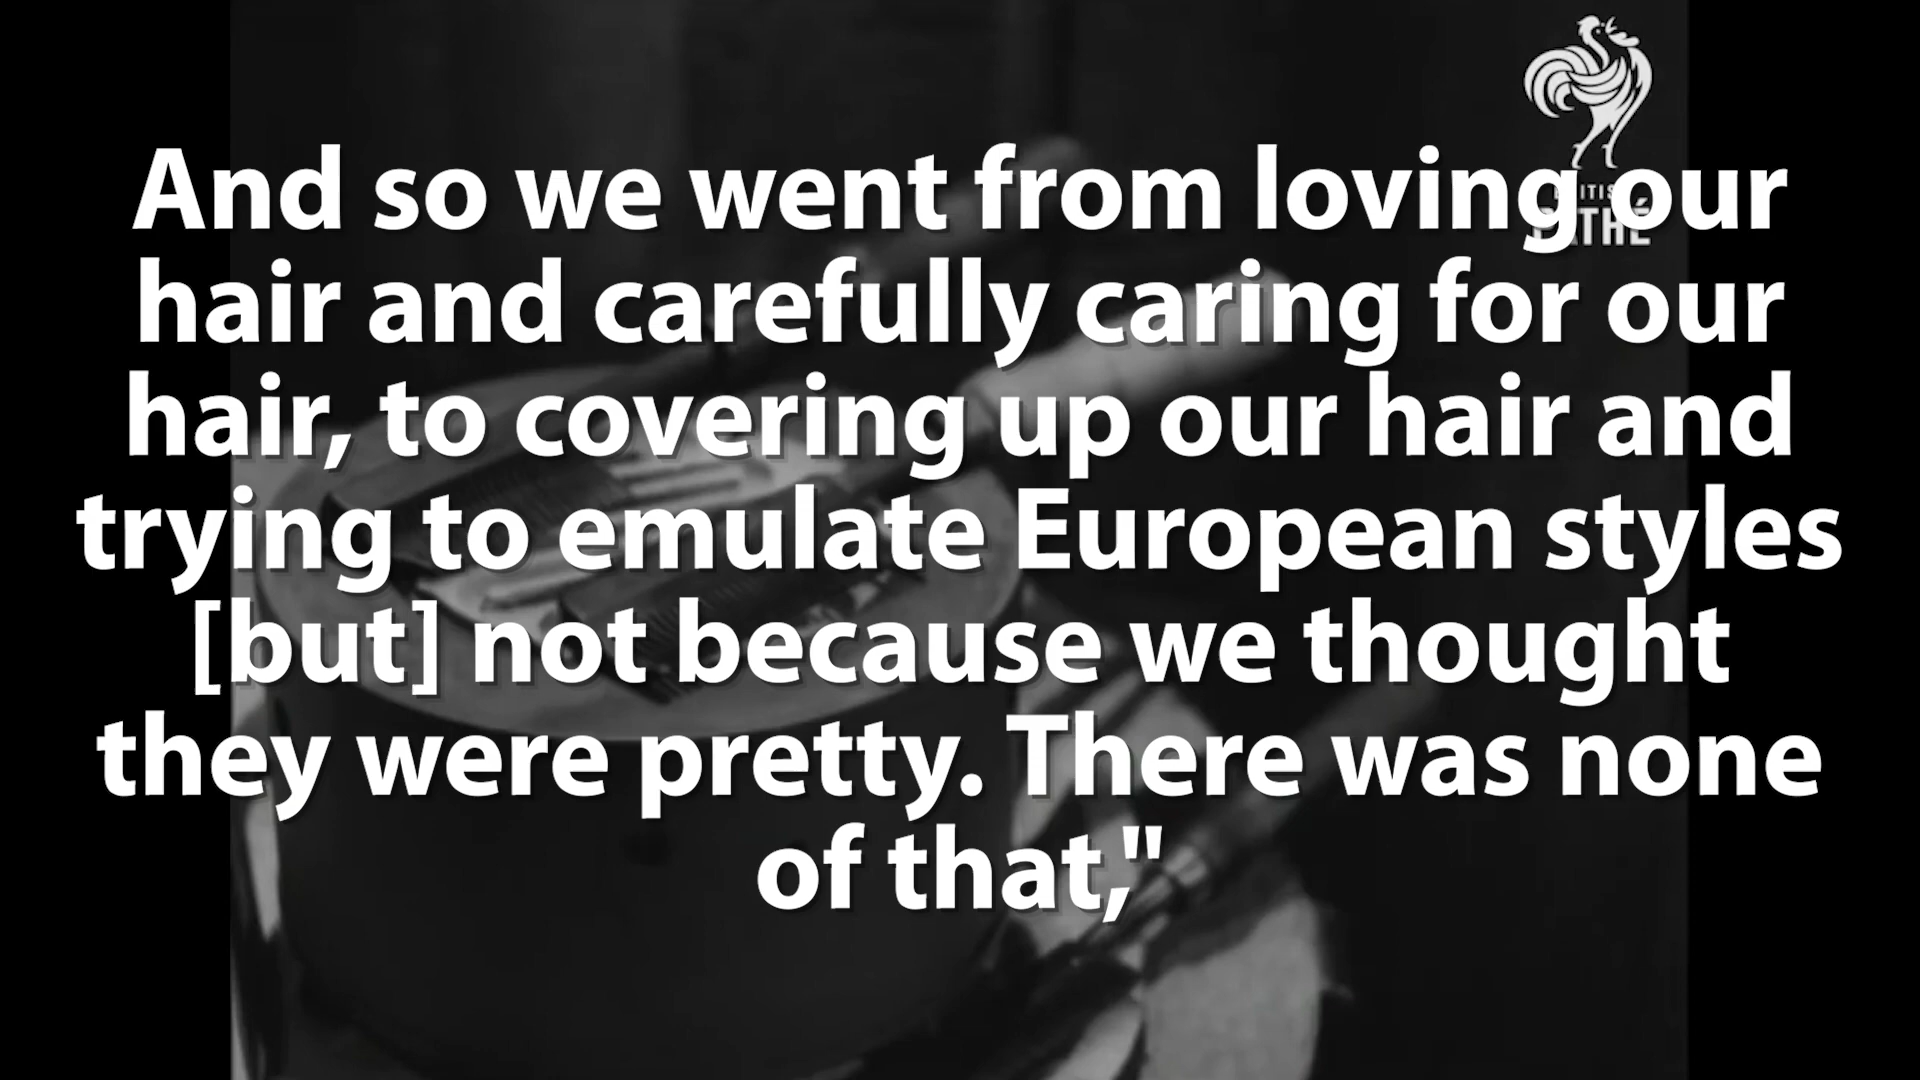 And so we went from loving our
hair and carefully caring for our
hair, to covering up our hair and
trying to emulate European styles
[but] not because we thought
they were pretty. There was none
of that,"